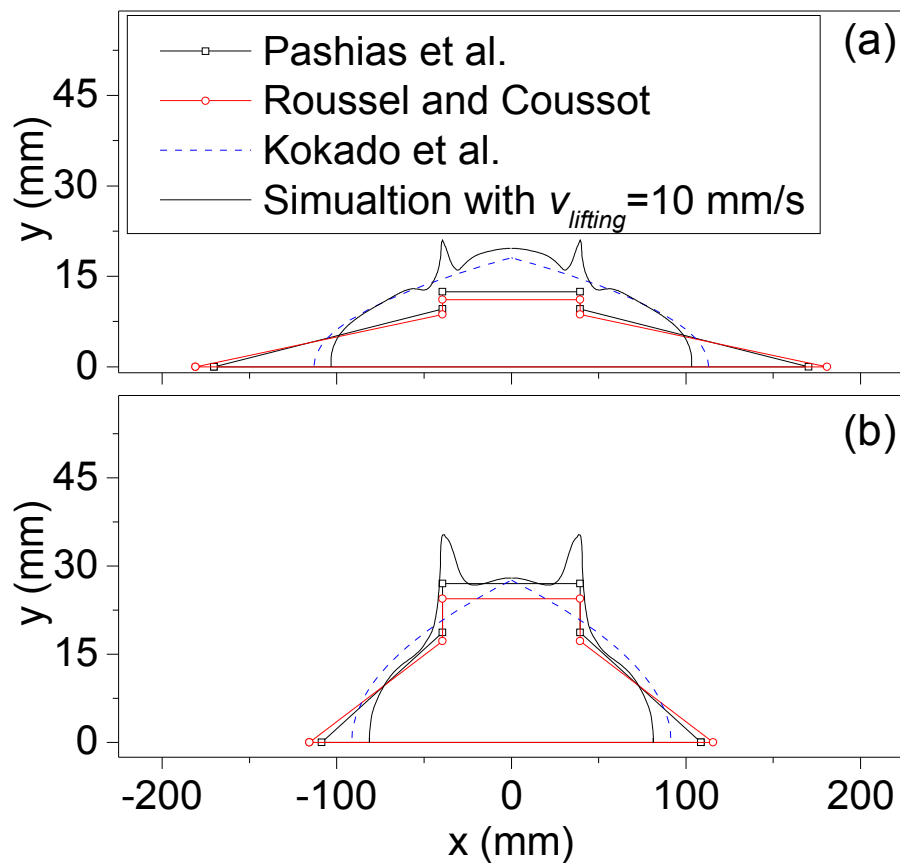 (a)
Pashias et al.
Roussel and Coussot
Kokado et al.
Simualtion with v_lifting=10 mm/s
45
30
15
0
y (mm)
(b)
45
30
15
0
y (mm)
-200 -100 0 100 200
x (mm)